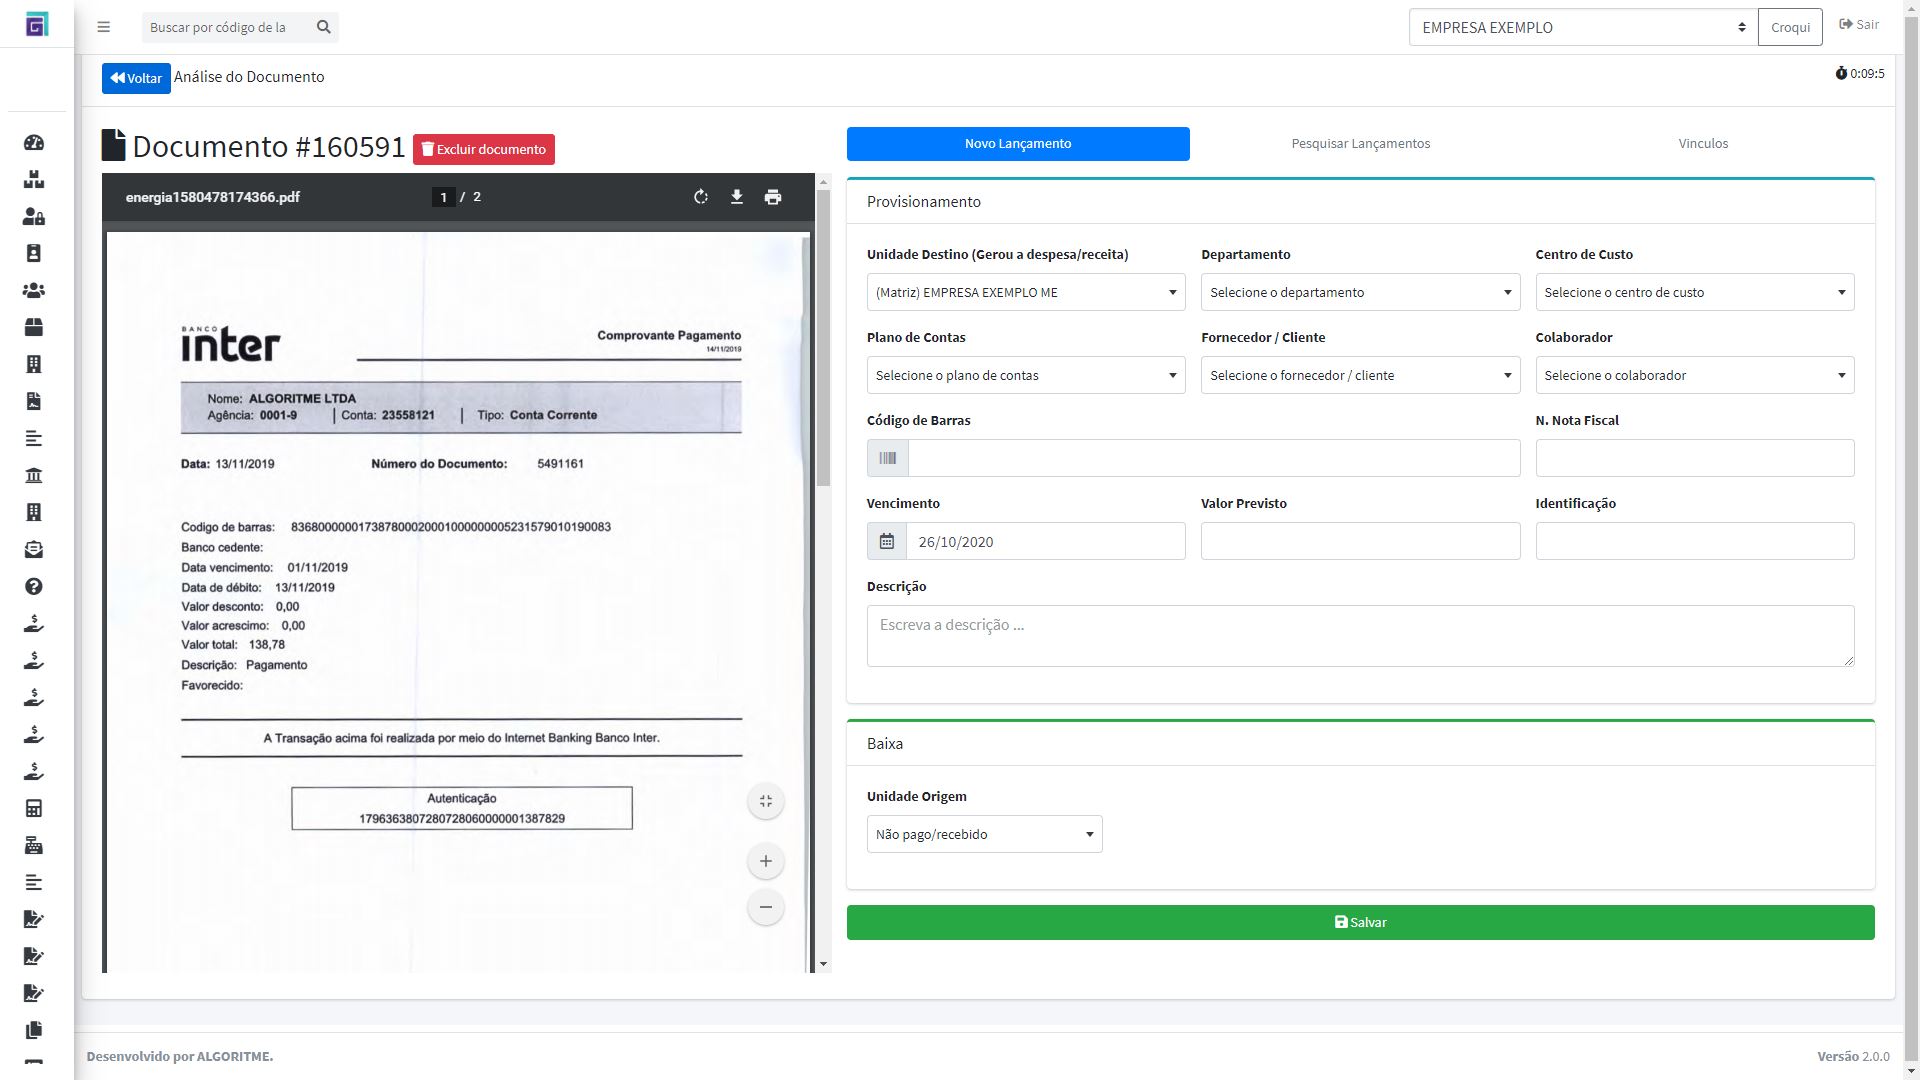 Buscar por código de la
EMPRESA EXEMPLO
Croqui
Sair
Voltar Análise do Documento
0:09:5
Documento #160591 Excluir documento
energia1580478174366.pdf
1 / 2
BANCO
inter
Comprovante Pagamento
14/11/2019
Nome: ALGORITME LTDA
Agência: 0001-9 | Conta: 23558121 | Tipo: Conta Corrente
Data: 13/11/2019 Número do Documento: 5491161
Codigo de barras: 836800000017387800020001000000005231579010190083
Banco cedente:
Data vencimento: 01/11/2019
Data de débito: 13/11/2019
Valor desconto: 0,00
Valor acrescimo: 0,00
Valor total: 138,78
Descrição: Pagamento
Favorecido:
A Transação acima foi realizada por meio do Internet Banking Banco Inter.
Autenticação
17963638072807280600000001387829
Novo Lançamento
Pesquisar Lançamentos
Vinculos
Provisionamento
Unidade Destino (Gerou a despesa/receita)
Departamento
Centro de Custo
(Matriz) EMPRESA EXEMPLO ME
Selecione o departamento
Selecione o centro de custo
Plano de Contas
Fornecedor / Cliente
Colaborador
Selecione o plano de contas
Selecione o fornecedor / cliente
Selecione o colaborador
Código de Barras
N. Nota Fiscal
Vencimento
Valor Previsto
Identificação
26/10/2020
Descrição
Escreva a descrição ...
Baixa
Unidade Origem
Não pago/recebido
Salvar
Desenvolvido por ALGORITME.
Versão 2.0.0